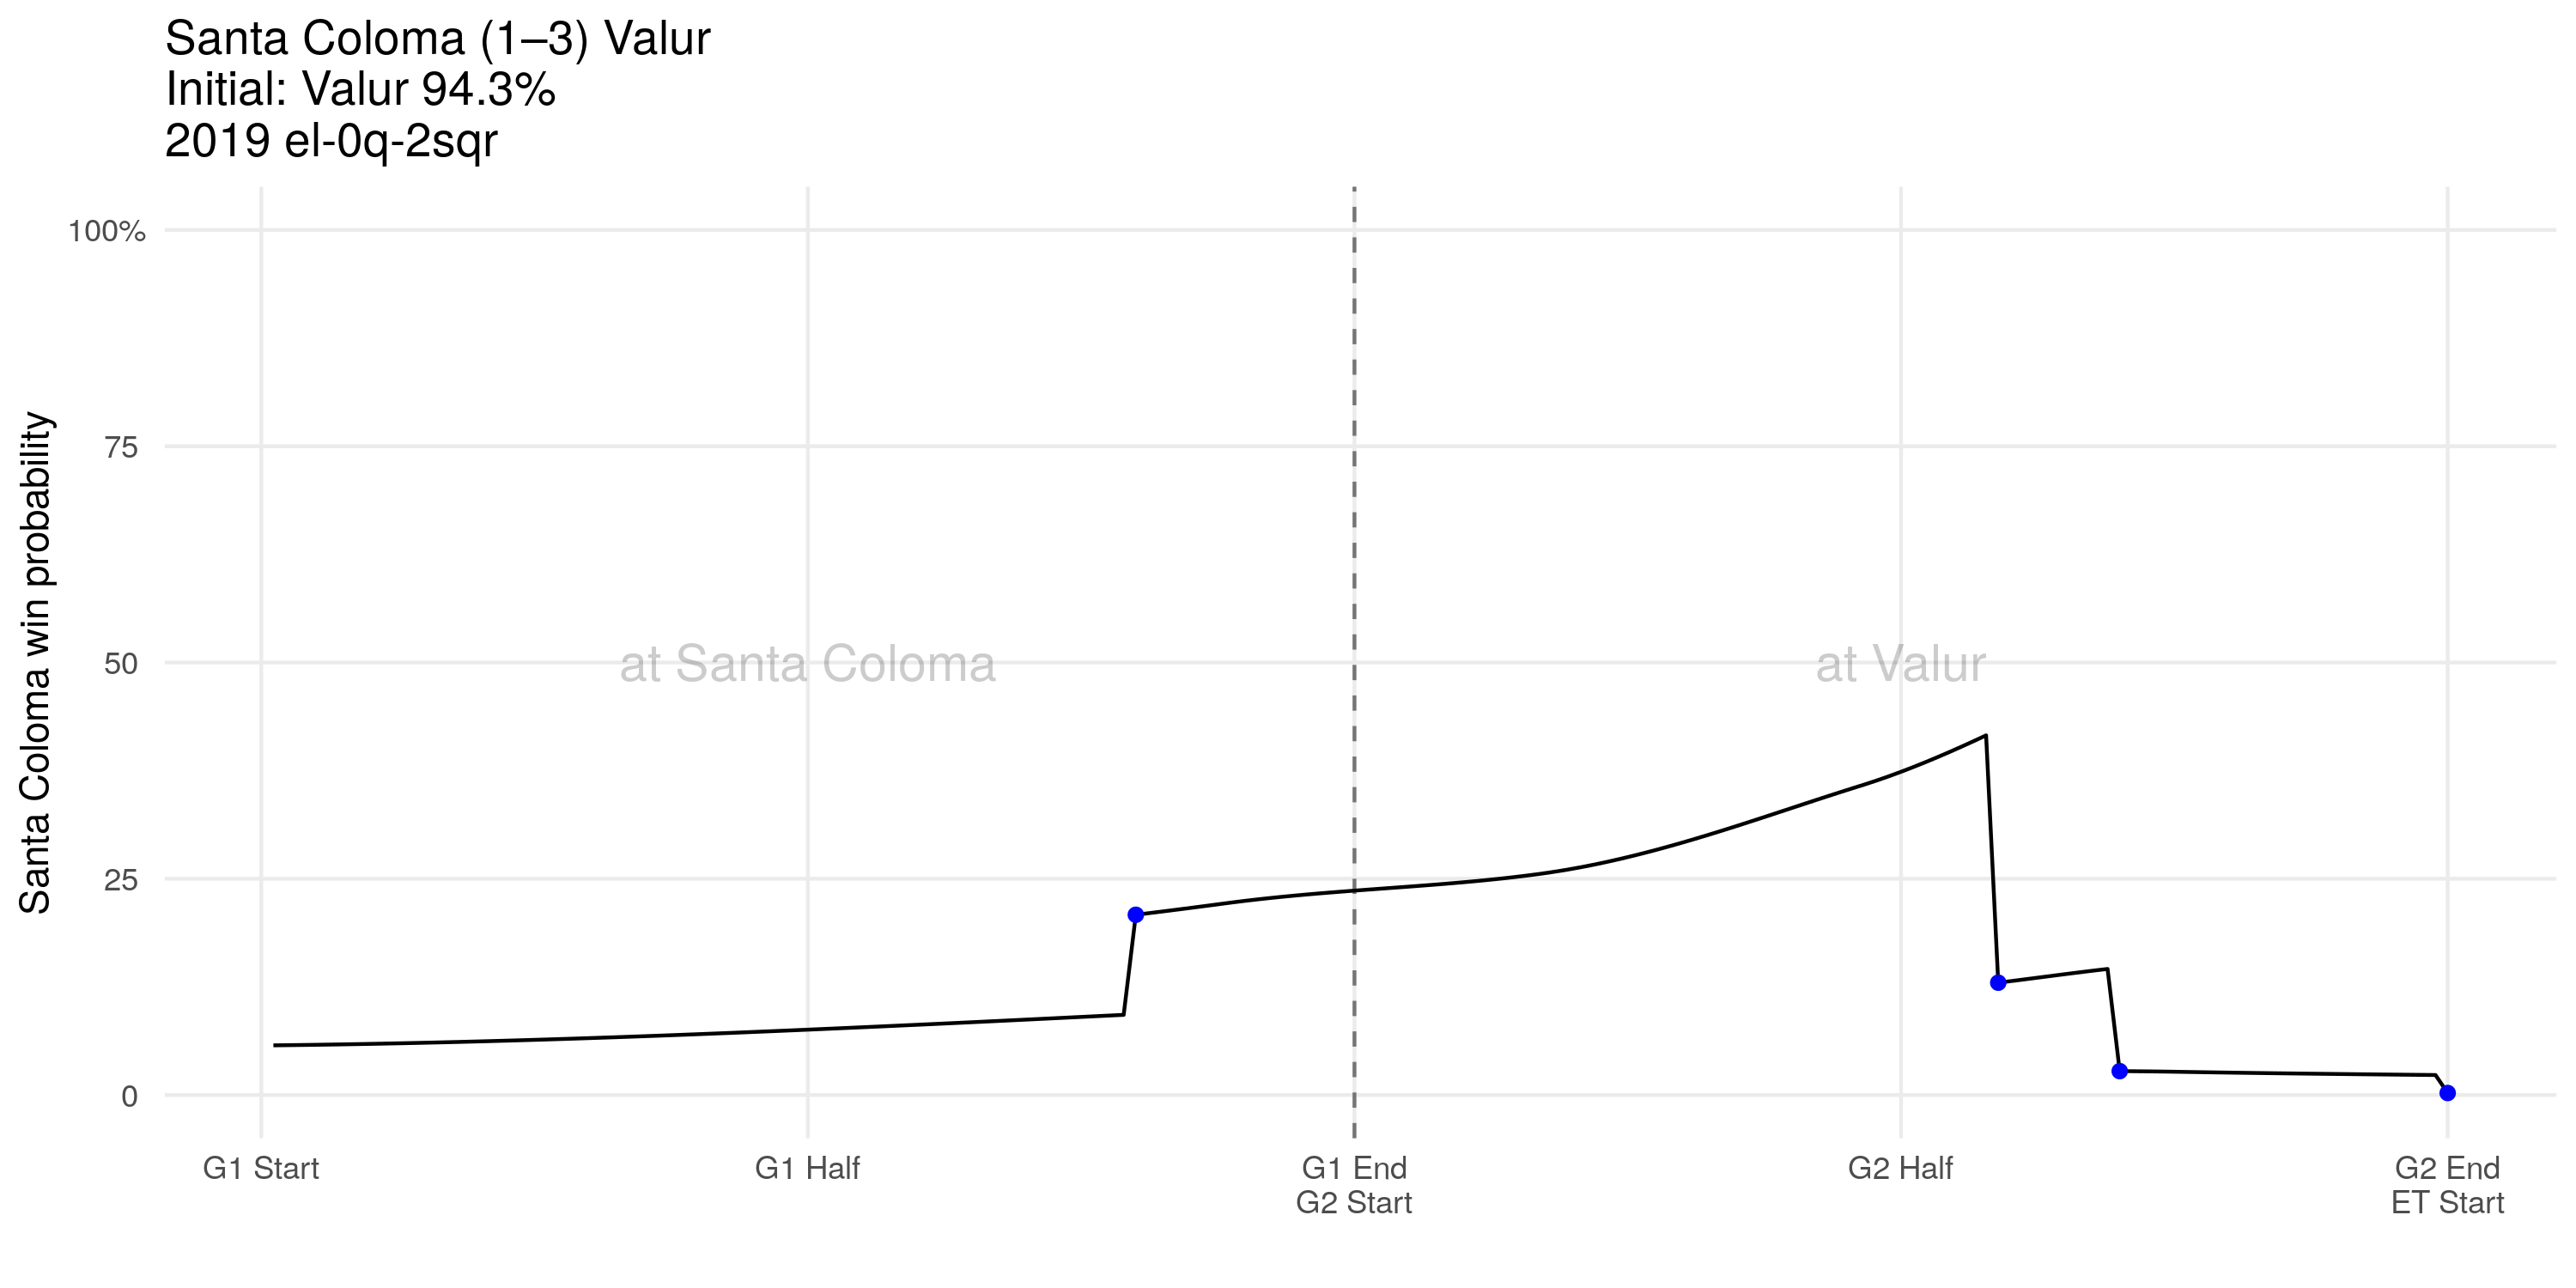 Santa Coloma (1–3) Valur
Initial: Valur 94.3%
2019 el-0q-2sqr
Santa Coloma win probability
100%
75
50
25
0
at Santa Coloma
at Valur
G1 Start
G1 Half
G1 End
G2 Start
G2 Half
G2 End
ET Start